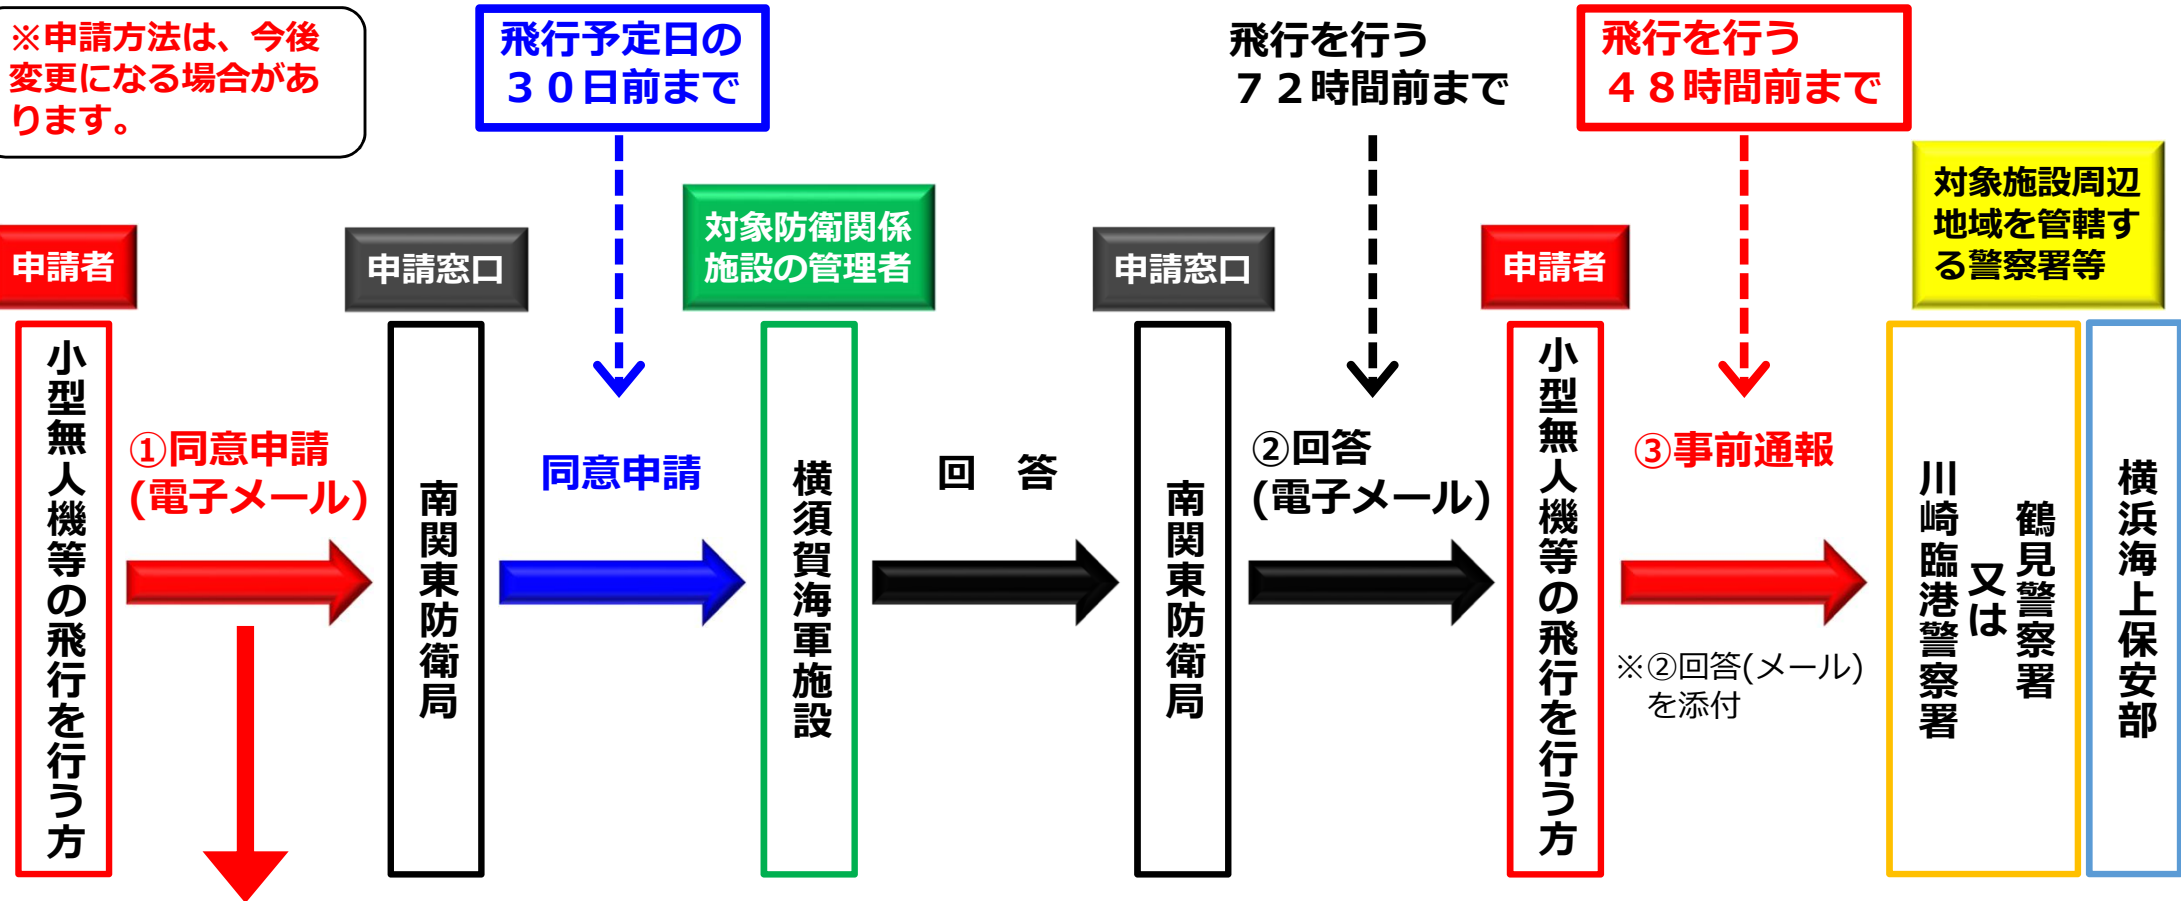 ※申請方法は、今後
変更になる場合があ
ります。
飛行予定日の
３０日前まで
飛行を行う
７２時間前まで
飛行を行う
４８時間前まで
申請者
申請窓口
対象防衛関係
施設の管理者
申請窓口
申請者
対象施設周辺
地域を管轄す
る警察署等
小型無人機等の飛行を行う方
①同意申請
(電子メール)
南関東防衛局
同意申請
横須賀海軍施設
回　答
南関東防衛局
②回答
(電子メール)
小型無人機等の飛行を行う方
③事前通報
※②回答(メール)
を添付
川崎臨港警察署
又は
鶴見警察署
横浜海上保安部